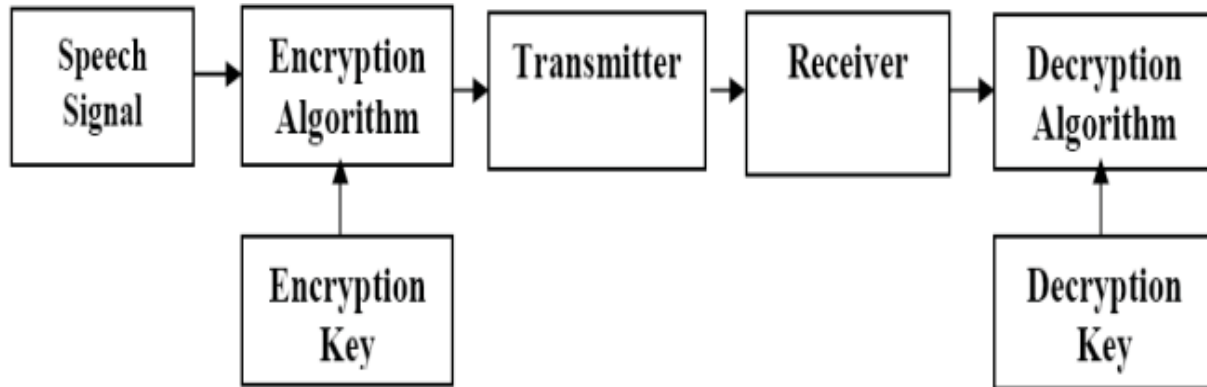 Speech
Signal
Encryption
Algorithm
Transmitter
Receiver
Decryption
Algorithm
Encryption
Key
Decryption
Key